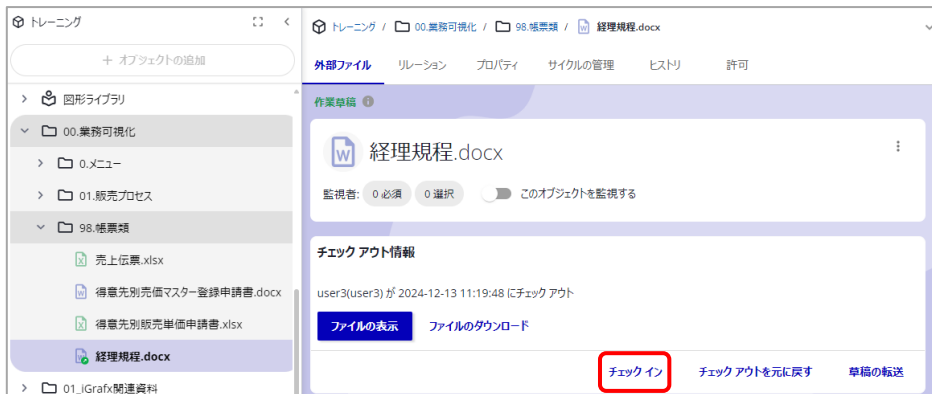 トレーニング
+ オブジェクトの追加
図形ライブラリ
00.業務可視化
0.メニュー
01.販売プロセス
98.帳票類
売上伝票.xlsx
得意先別売価マスター登録申請書.docx
得意先別販売単価申請書.xlsx
経理規程.docx
01_iGrafx関連資料
トレーニング / 00.業務可視化 / 98.帳票類 / 経理規程.docx
外部ファイル リレーション プロパティ サイクルの管理 ヒストリ 許可
作業草稿
経理規程.docx
監視者: 0 必須 0 選択 このオブジェクトを監視する
チェック アウト情報
user3(user3) が 2024-12-13 11:19:48 にチェック アウト
ファイルの表示 ファイルのダウンロード
チェック イン チェック アウトを元に戻す 草稿の転送